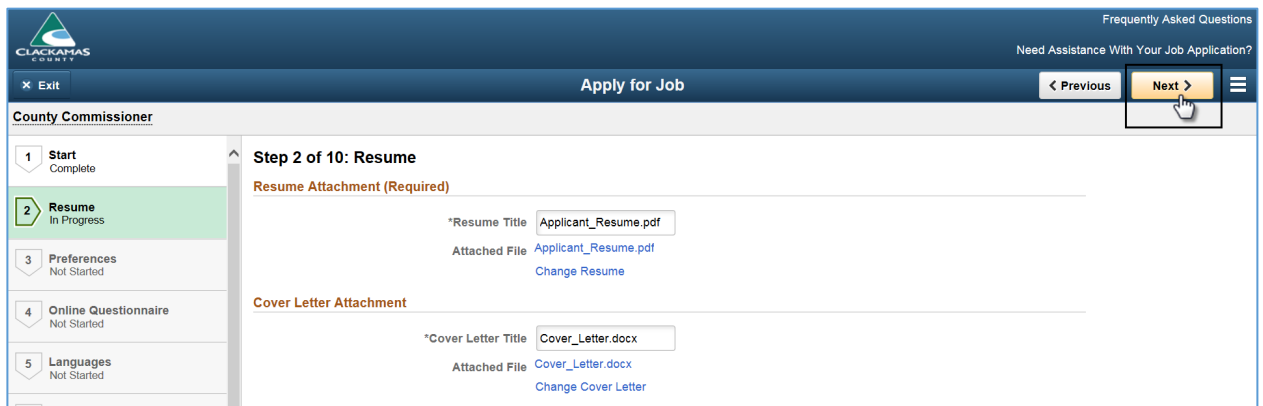 Frequently Asked Questions
CLACKAMAS
COUNTY
Need Assistance With Your Job Application?
× Exit
Apply for Job
< Previous
Next >
County Commissioner
1 Start
Complete
Step 2 of 10: Resume
Resume Attachment (Required)
2 Resume
In Progress
*Resume Title Applicant_Resume.pdf
Attached File Applicant_Resume.pdf
Change Resume
3 Preferences
Not Started
Cover Letter Attachment
4 Online Questionnaire
Not Started
*Cover Letter Title Cover_Letter.docx
Attached File Cover_Letter.docx
Change Cover Letter
5 Languages
Not Started